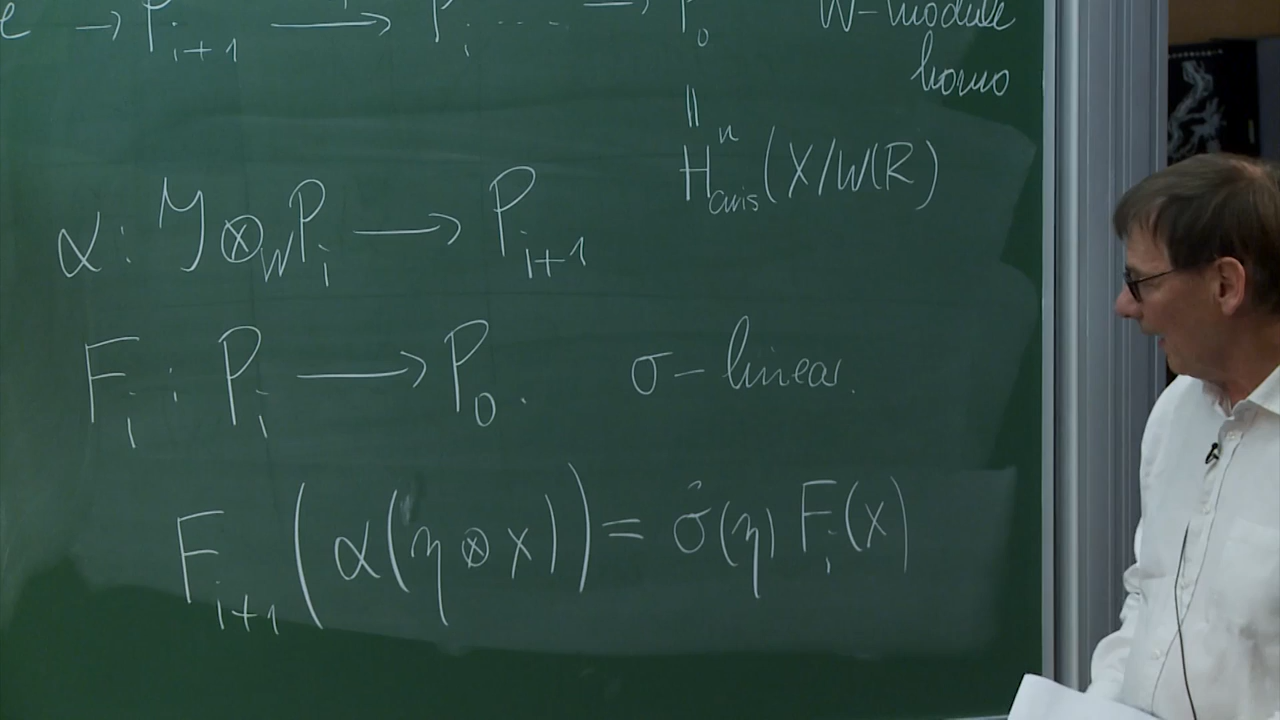 → P_{i+1} → P_i ..... → P_0 W-module
homo
||
H^n_{cris}(X/W(R)
α: Y ⊗_W P_i → P_{i+1}
F_i : P_i → P_0. σ-linear.
F_{i+1}(α(η⊗x)) = σ̇(η) F_i(x)